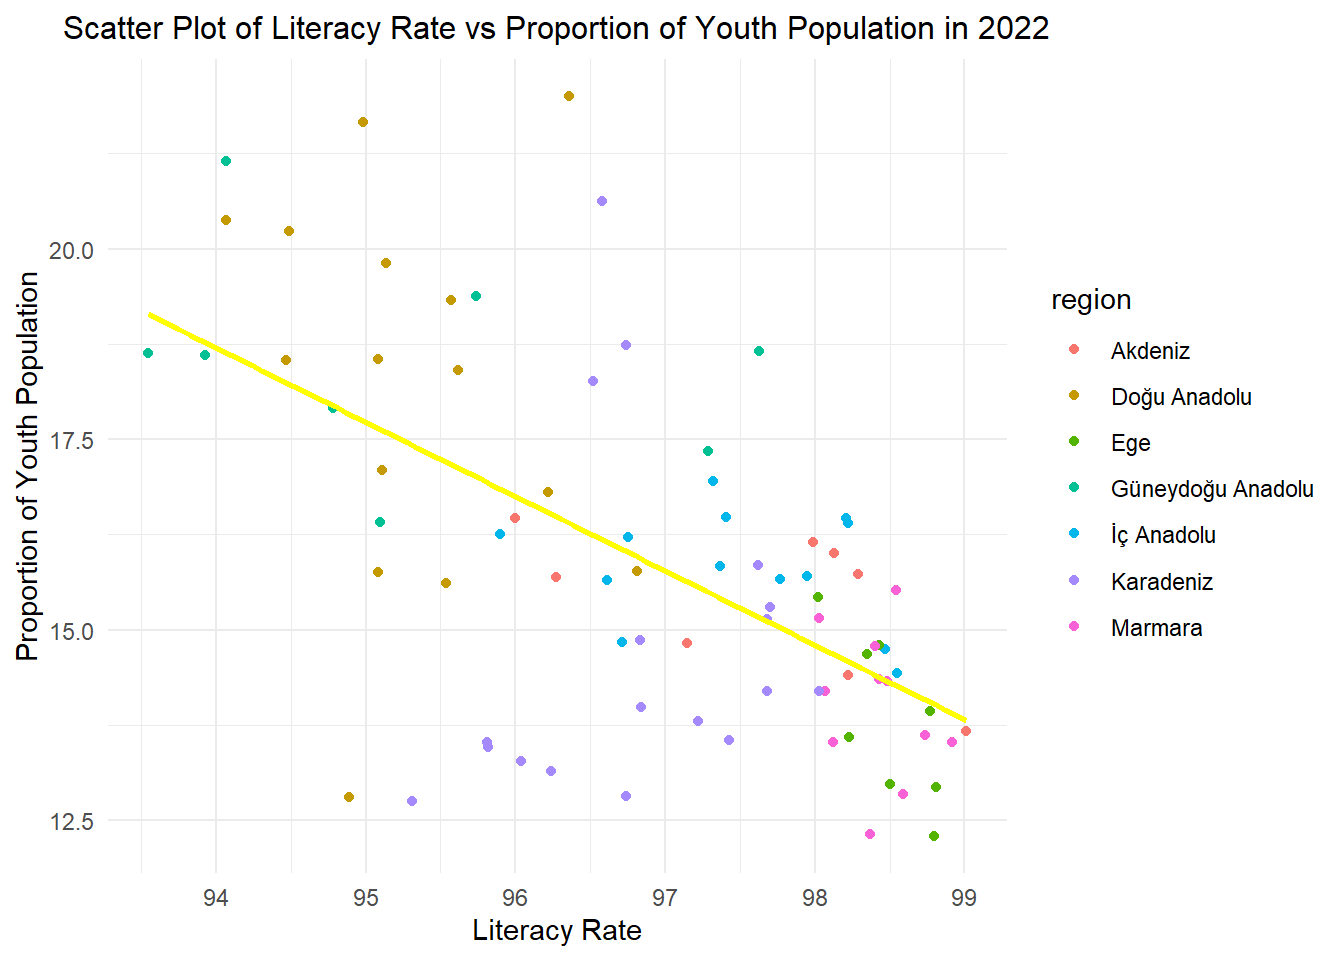 Scatter Plot of Literacy Rate vs Proportion of Youth Population in 2022
Proportion of Youth Population
20.0
17.5
15.0
12.5
94 95 96 97 98 99
Literacy Rate
region
Akdeniz
Doğu Anadolu
Ege
Güneydoğu Anadolu
İç Anadolu
Karadeniz
Marmara